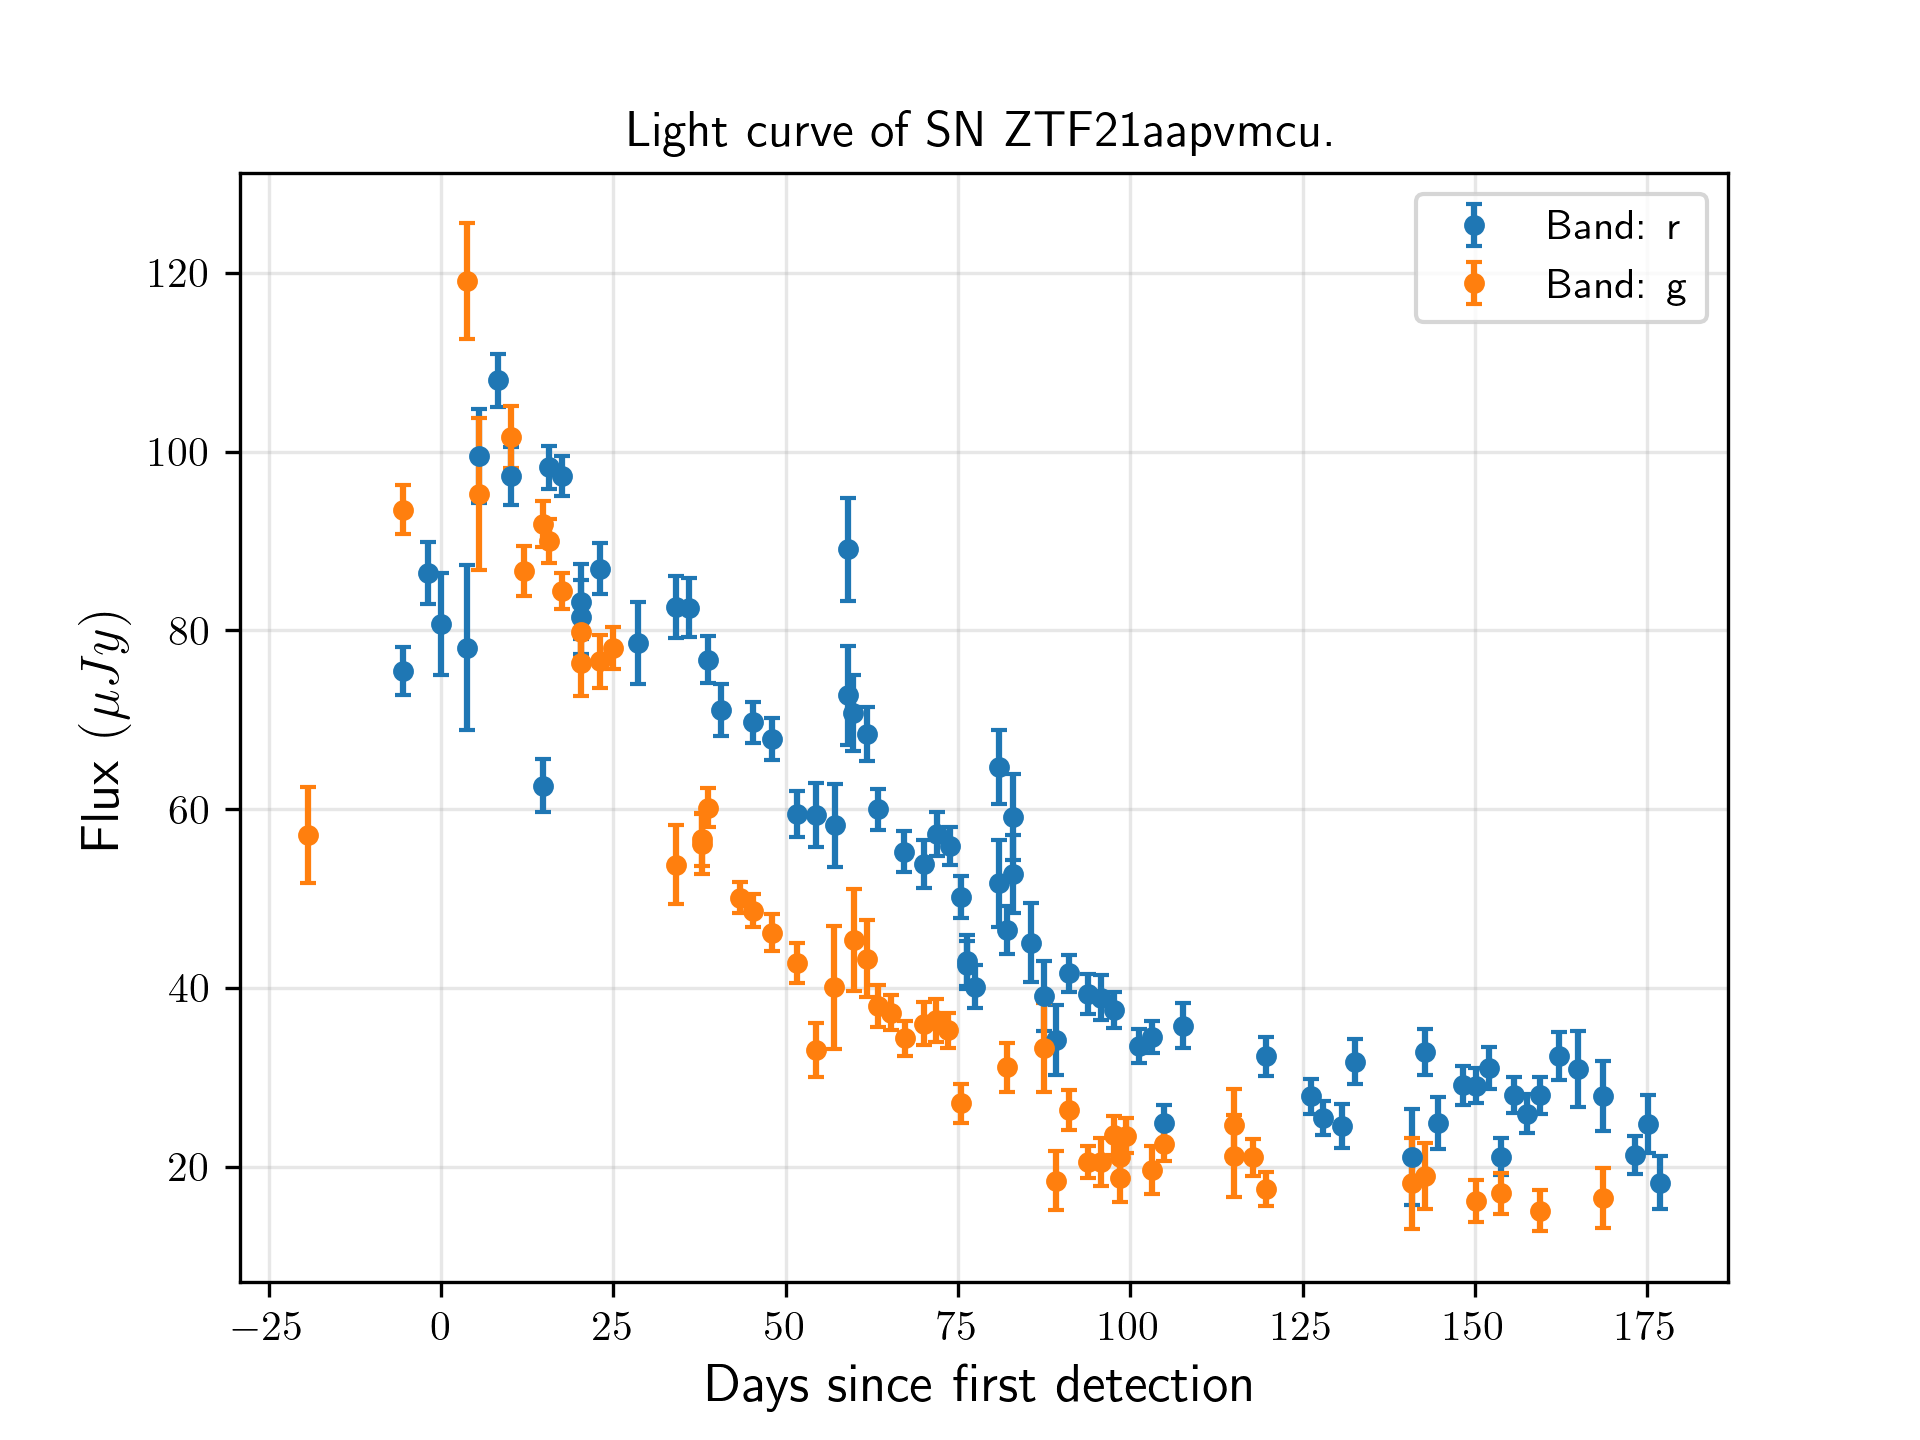 Light curve of SN ZTF21aapvmcu.
Band: r
Band: g
120
100
80
60
40
20
Flux (μJy)
−25 0 25 50 75 100 125 150 175
Days since first detection